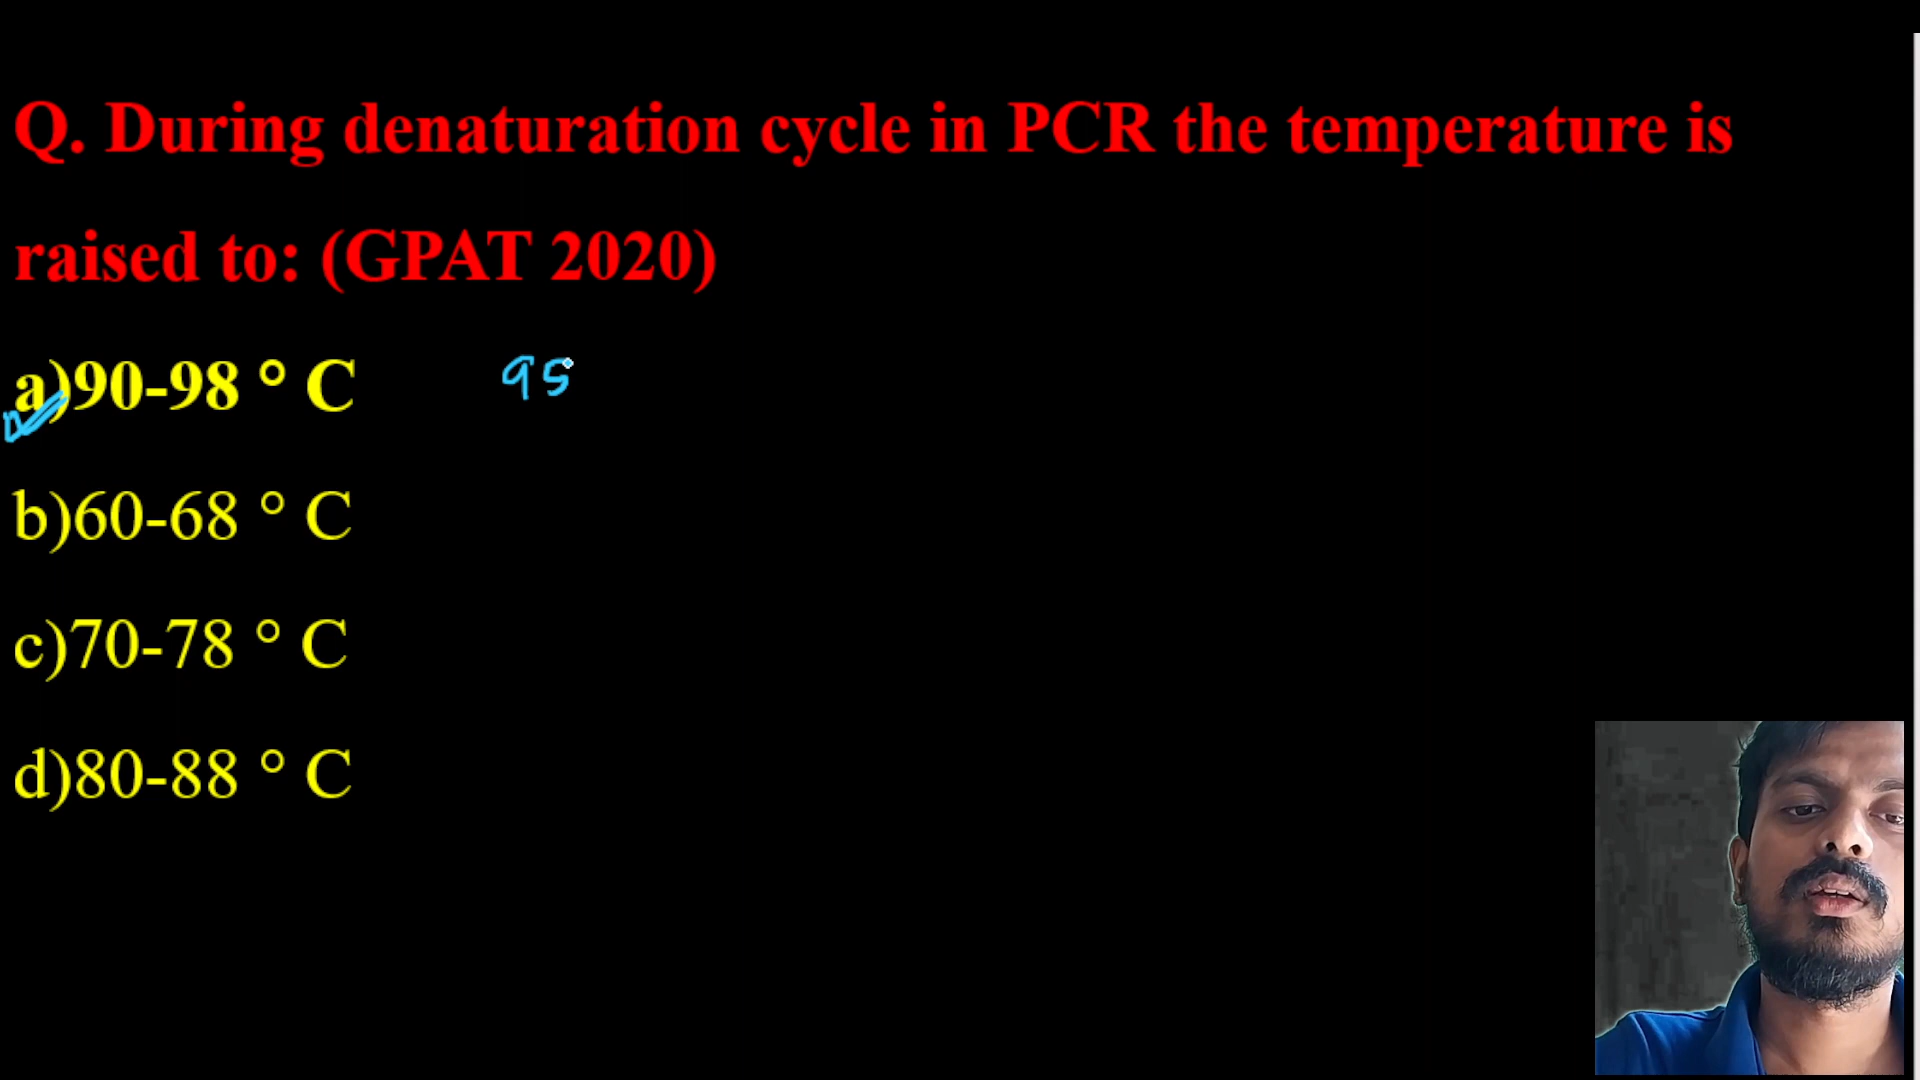 Q. During denaturation cycle in PCR the temperature is
raised to: (GPAT 2020)
a)90-98 ° C
95
b)60-68 ° C
c)70-78 ° C
d)80-88 ° C